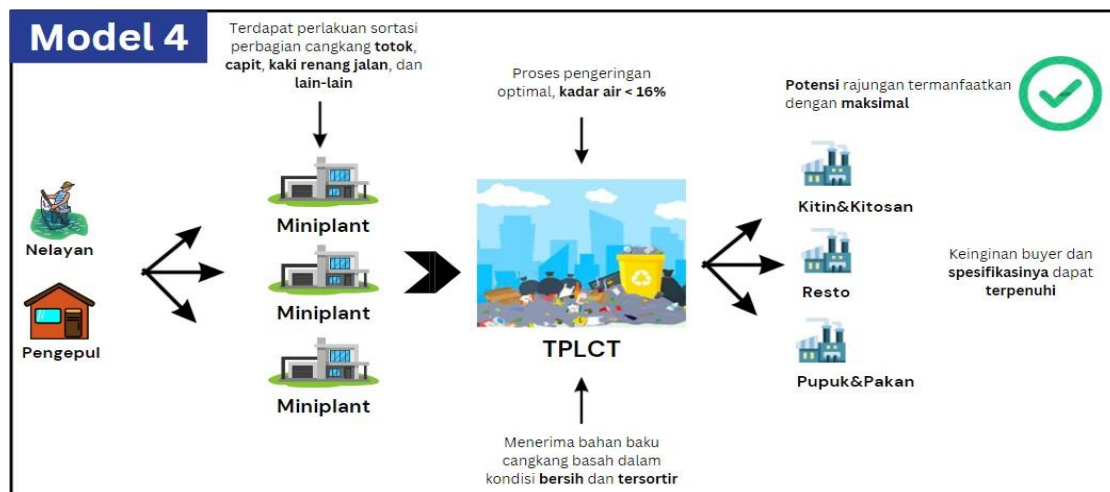 Model 4
Terdapat perlakuan sortasi
perbagian cangkang totok,
capit, kaki renang jalan, dan
lain-lain
Proses pengeringan
optimal, kadar air < 16%
Potensi rajungan termanfaatkan
dengan maksimal
Nelayan
Pengepul
Miniplant
Miniplant
Miniplant
TPLCT
Menerima bahan baku
cangkang basah dalam
kondisi bersih dan tersortir
Kitin&Kitosan
Resto
Pupuk&Pakan
Keinginan buyer dan
spesifikasinya dapat
terpenuhi